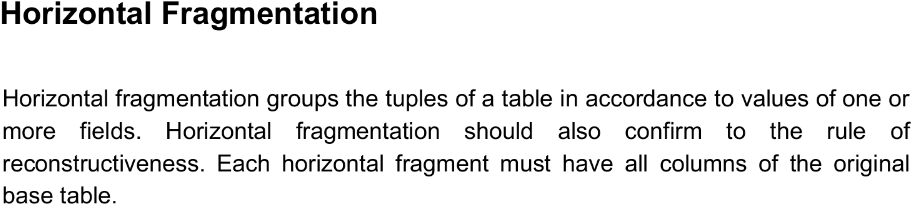 Horizontal Fragmentation
Horizontal fragmentation groups the tuples of a table in accordance to values of one or
more fields. Horizontal fragmentation should also confirm to the rule of
reconstructiveness. Each horizontal fragment must have all columns of the original
base table.